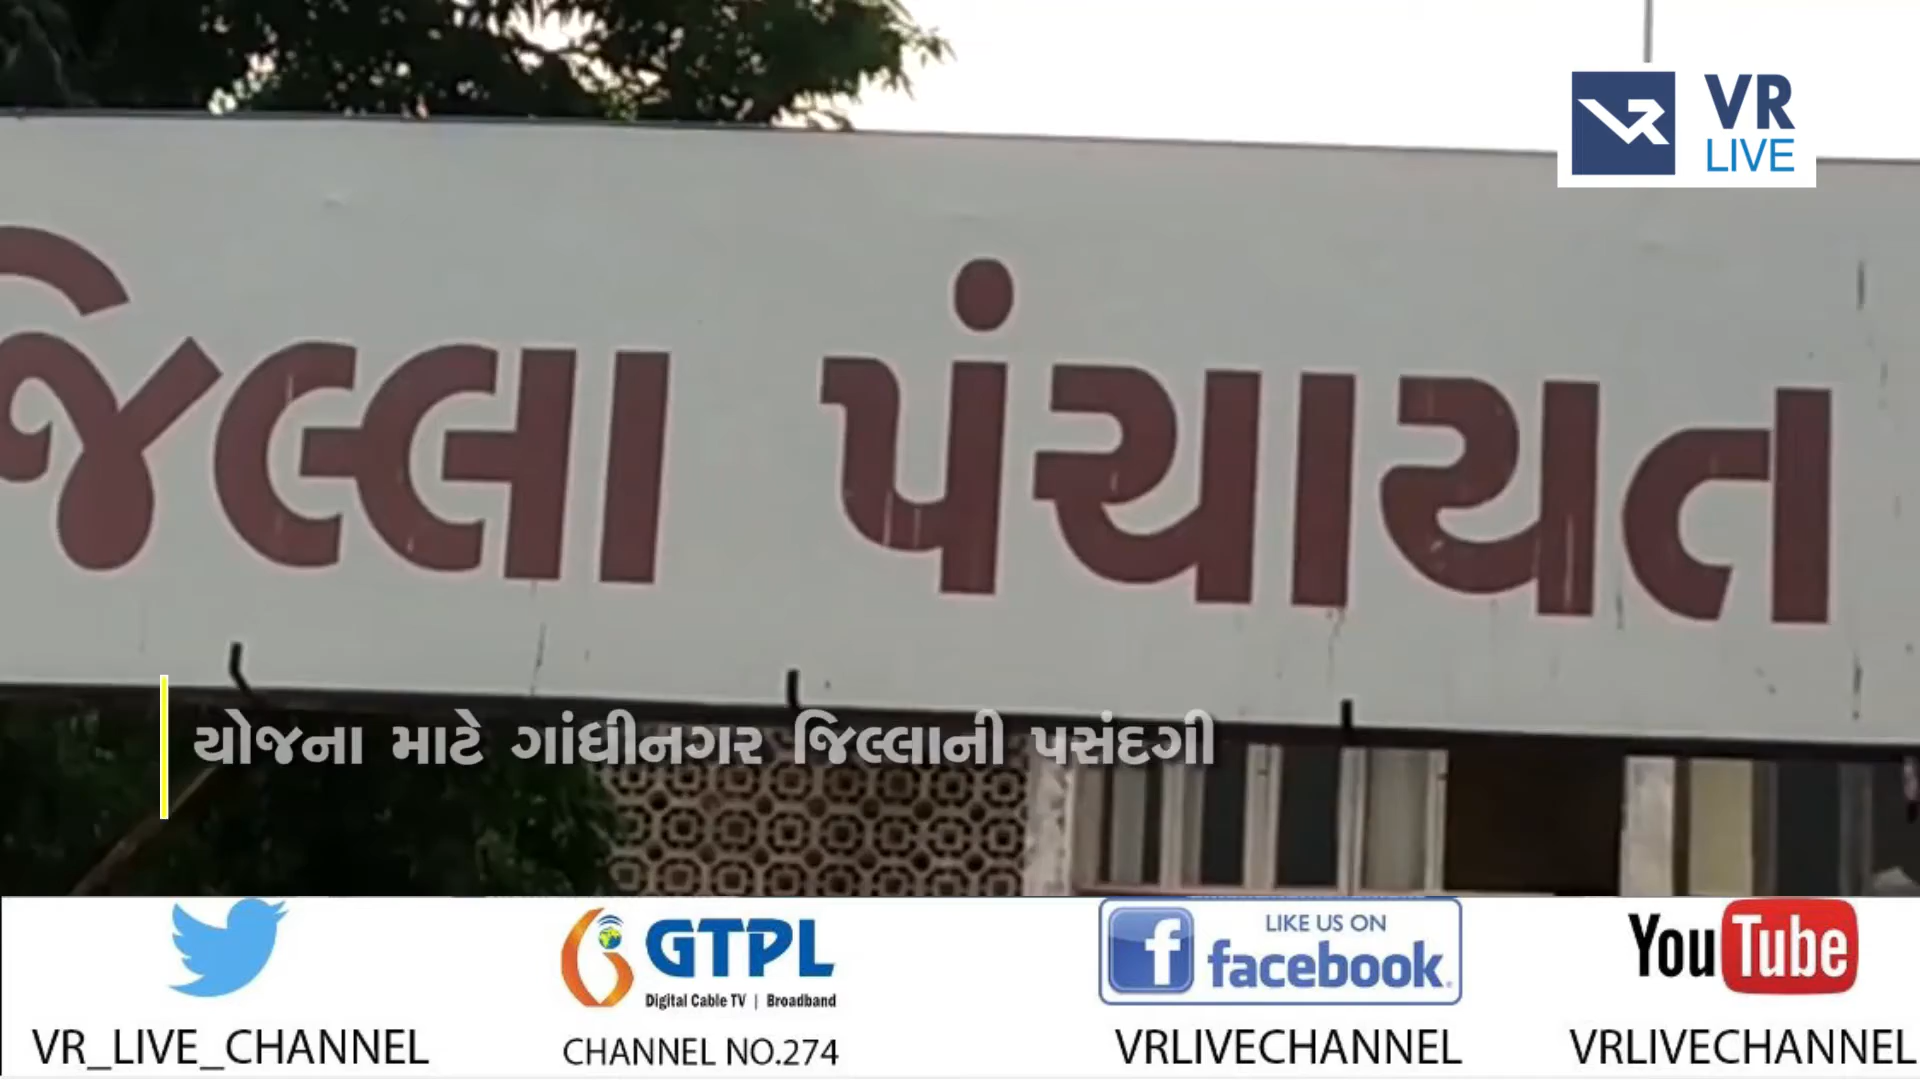 VR
LIVE
જિલ્લા પંચાયત
યોજના માટે ગાંધીનગર જિલ્લાની પસંદગી
GTPL
Digital Cable TV | Broadband
LIKE US ON
facebook
YouTube
VR_LIVE_CHANNEL
CHANNEL NO.274
VRLIVECHANNEL
VRLIVECHANNEL